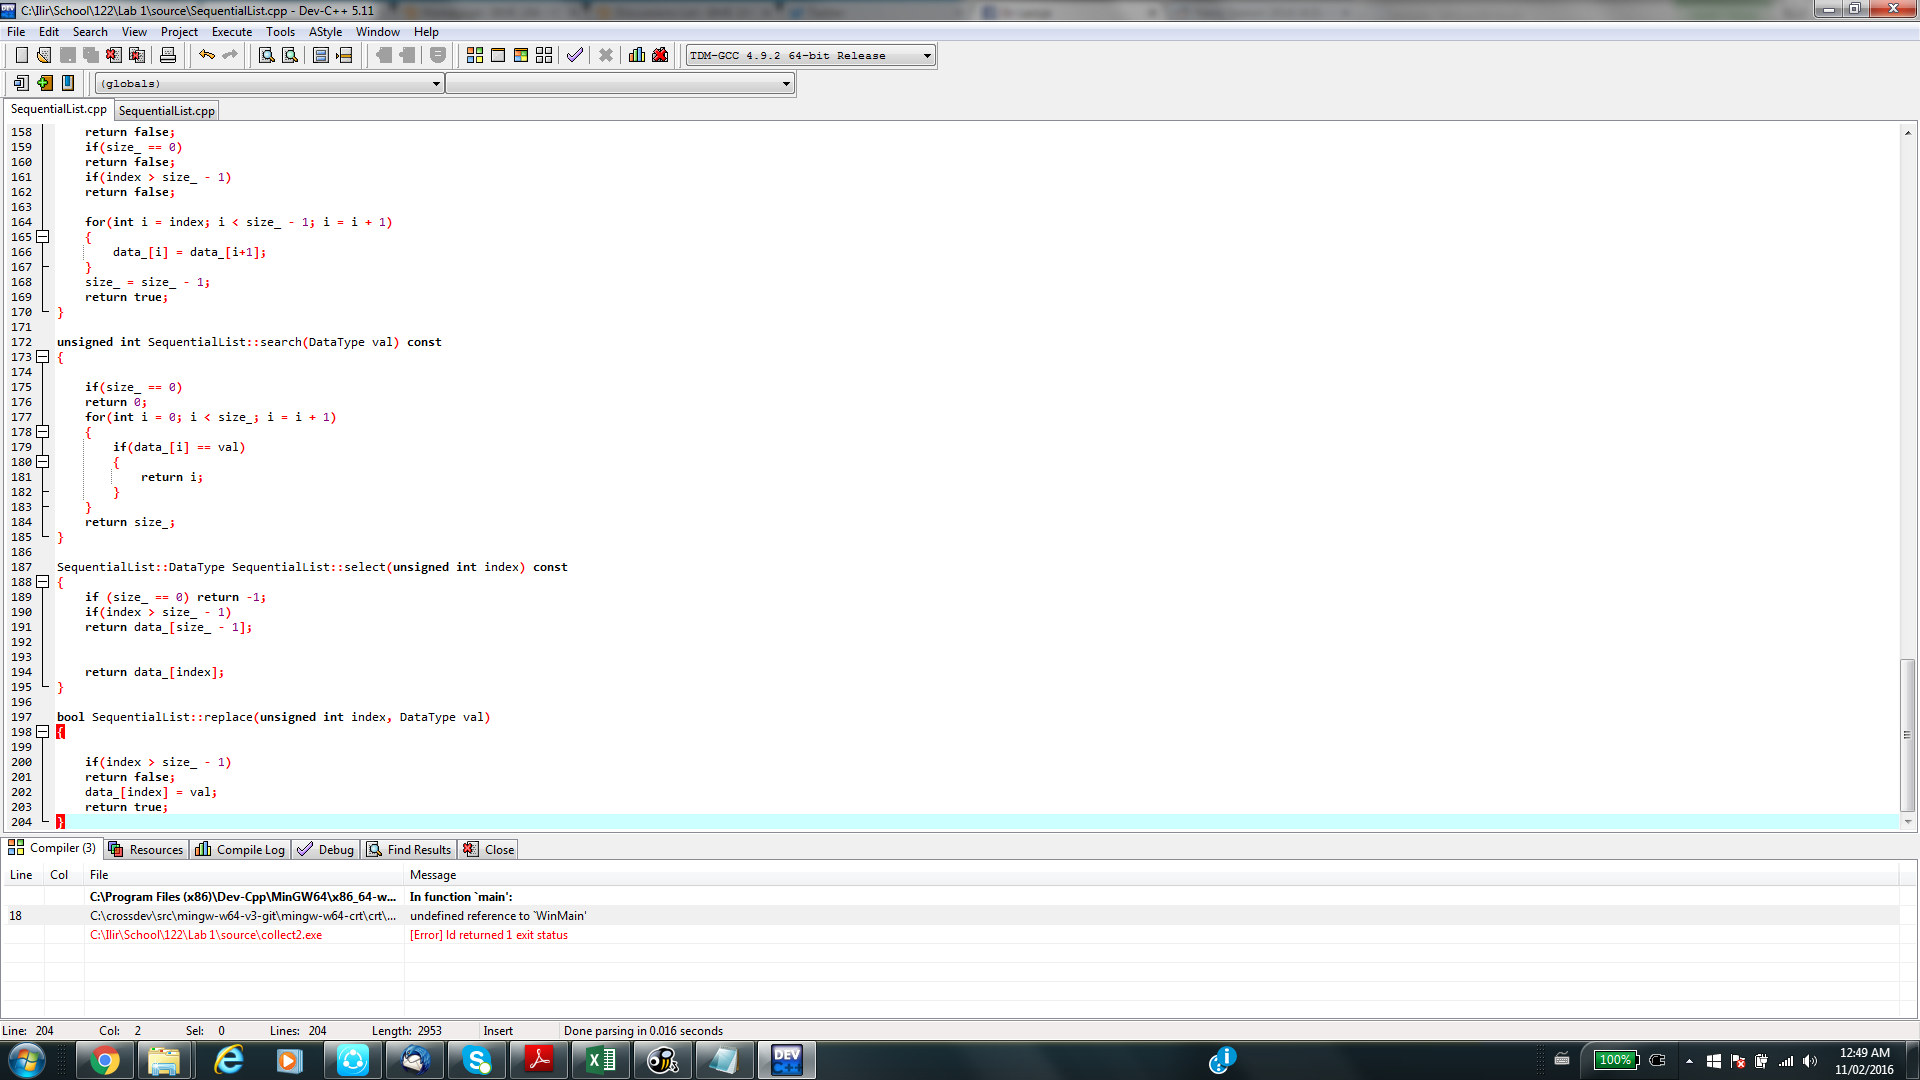 C:\Ilir\School\122\Lab 1\source\SequentialList.cpp - Dev-C++ 5.11
File Edit Search View Project Execute Tools AStyle Window Help
TDM-GCC 4.9.2 64-bit Release
(globals)
SequentialList.cpp SequentialList.cpp
158 return false;
159 if(size_ == 0)
160 return false;
161 if(index > size_ - 1)
162 return false;
163
164 for(int i = index; i < size_ - 1; i = i + 1)
165 {
166 data_[i] = data_[i+1];
167 }
168 size_ = size_ - 1;
169 return true;
170 }
171
172 unsigned int SequentialList::search(DataType val) const
173 {
174
175 if(size_ == 0)
176 return 0;
177 for(int i = 0; i < size_; i = i + 1)
178 {
179 if(data_[i] == val)
180 {
181 return i;
182 }
183 }
184 return size_;
185 }
186
187 SequentialList::DataType SequentialList::select(unsigned int index) const
188 {
189 if (size_ == 0) return -1;
190 if(index > size_ - 1)
191 return data_[size_ - 1];
192
193
194 return data_[index];
195 }
196
197 bool SequentialList::replace(unsigned int index, DataType val)
198 {
199
200 if(index > size_ - 1)
201 return false;
202 data_[index] = val;
203 return true;
204 }
Compiler (3) Resources Compile Log Debug Find Results Close
Line Col File Message
C:\Program Files (x86)\Dev-Cpp\MinGW64\x86_64-w... In function `main':
18 C:\crossdev\src\mingw-w64-v3-git\mingw-w64-crt\crt\... undefined reference to `WinMain'
C:\Ilir\School\122\Lab 1\source\collect2.exe [Error] ld returned 1 exit status
Line: 204 Col: 2 Sel: 0 Lines: 204 Length: 2953 Insert Done parsing in 0.016 seconds
DEV C++
100%
12:49 AM
11/02/2016